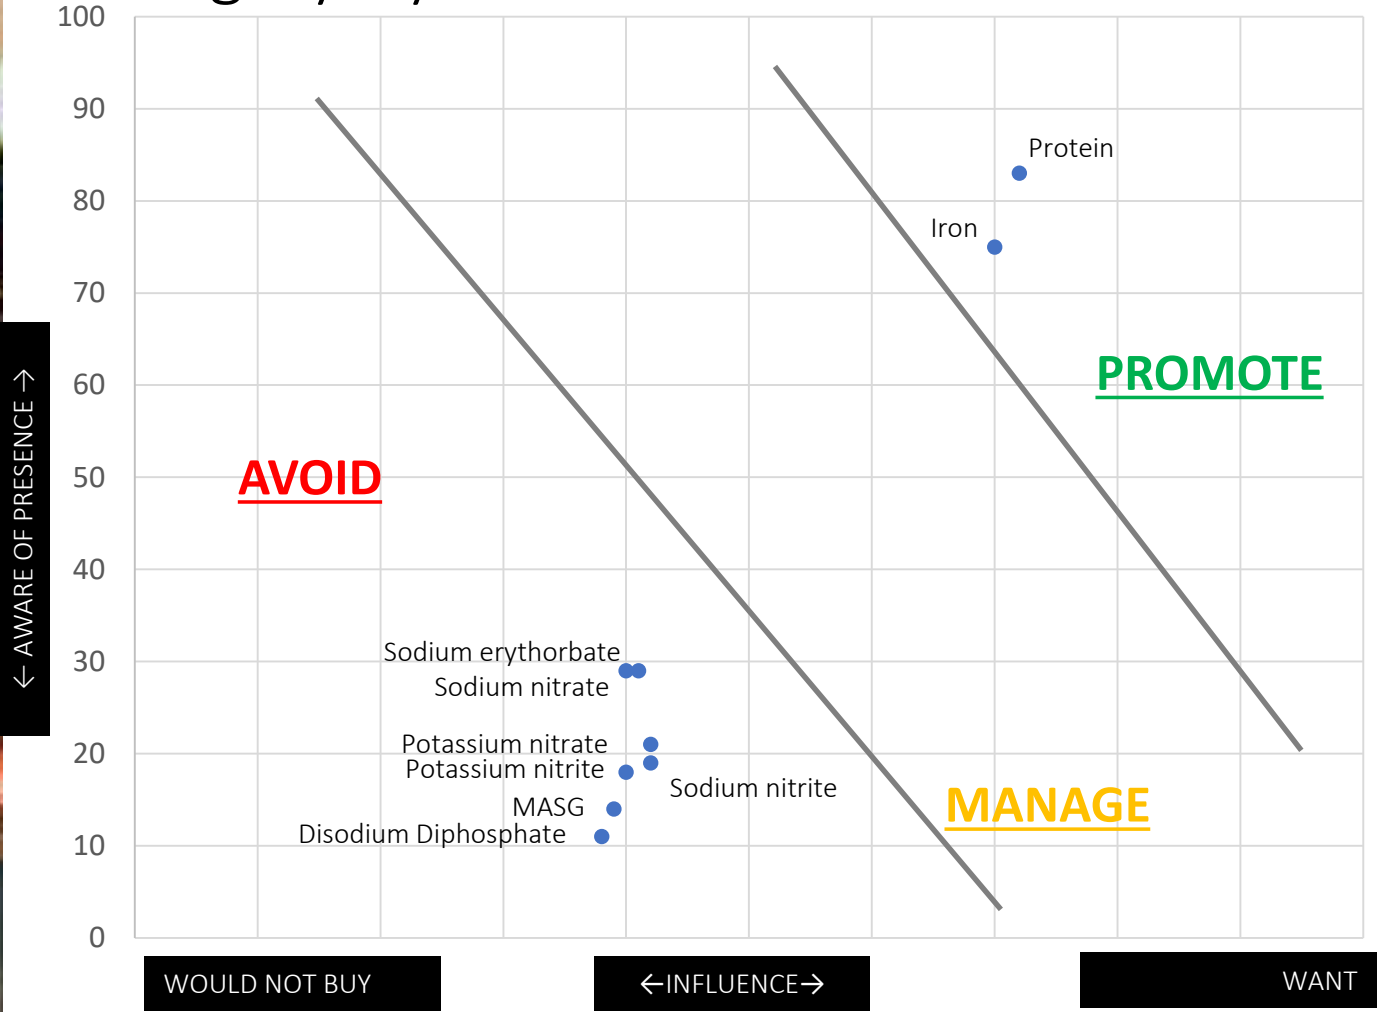 100
90
80
70
60
50
40
30
20
10
0
← AWARE OF PRESENCE →
Protein
Iron
PROMOTE
AVOID
Sodium erythorbate
Sodium nitrate
Potassium nitrate
Potassium nitrite
Sodium nitrite
MASG
Disodium Diphosphate
MANAGE
WOULD NOT BUY
←INFLUENCE→
WANT